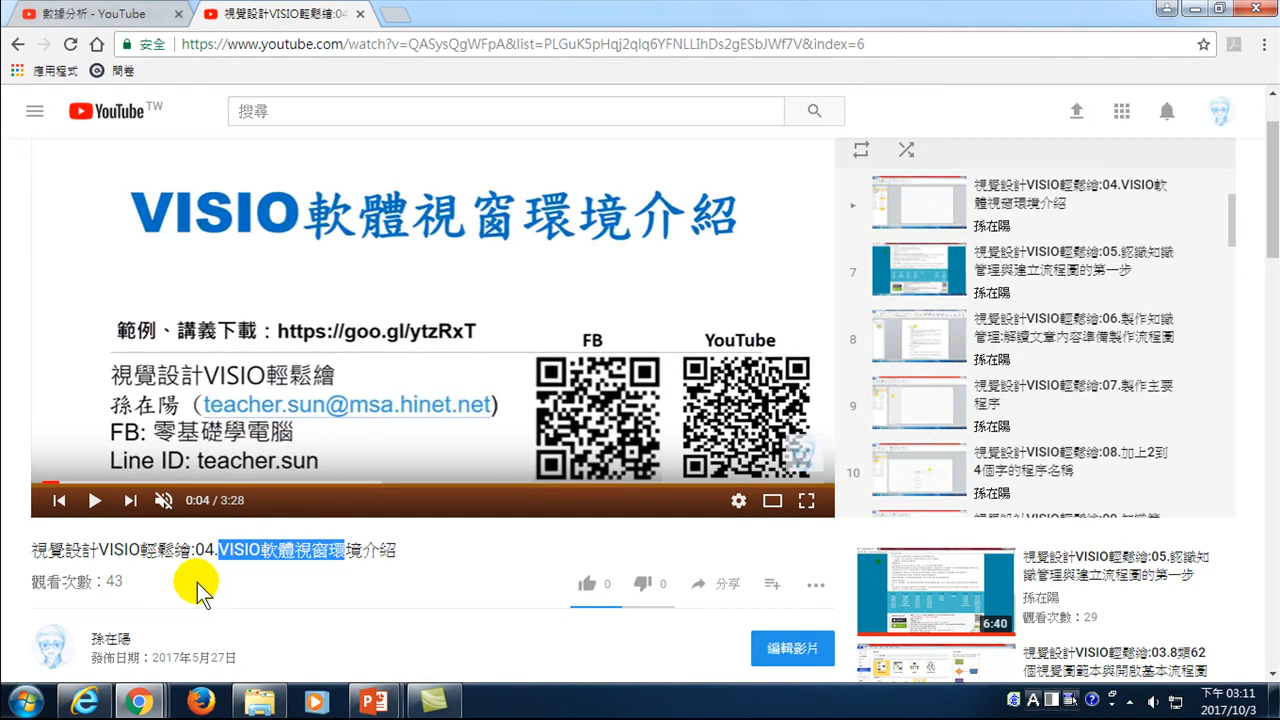 數據分析 - YouTube
視覺設計VISIO輕鬆繪:04
安全
https://www.youtube.com/watch?v=QASysQgWFpA&list=PLGuK5pHqj2qlq6YFNLLIhDs2gESbJWf7V&index=6
應用程式
問卷
YouTube TW
搜尋
VISIO軟體視窗環境介紹
範例、講義下載：https://goo.gl/ytzRxT
FB
YouTube
視覺設計VISIO輕鬆繪
孫在陽（teacher.sun@msa.hinet.net)
FB: 零基礎學電腦
Line ID: teacher.sun
0:04 / 3:28
視覺設計VISIO輕鬆繪:04.VISIO軟
體視窗環境介紹
孫在陽
7
視覺設計VISIO輕鬆繪:05.認識知識
管理與建立流程圖的第一步
孫在陽
8
視覺設計VISIO輕鬆繪:06.製作知識
管理:解讀文章內容準備製作流程圖
孫在陽
9
視覺設計VISIO輕鬆繪:07.製作主要
程序
孫在陽
10
視覺設計VISIO輕鬆繪:08.加上2到
4個字的程序名稱
孫在陽
視覺設計VISIO輕鬆繪:04.VISIO軟體視窗環境介紹
觀看次數：43
0
分享
孫在陽
發佈日期：2017年5月27日
編輯影片
視覺設計VISIO輕鬆繪:05.認識知
識管理與建立流程圖的第一步
孫在陽
觀看次數：29
6:40
視覺設計VISIO輕鬆繪:03.8類62
個視覺圖範本與開啟基本流程圖
下午 03:11
2017/10/3